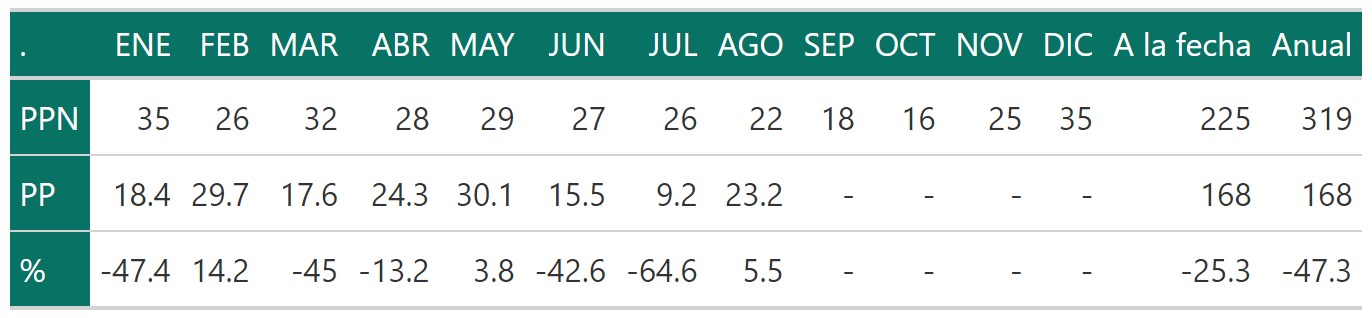 . ENE FEB MAR ABR MAY JUN JUL AGO SEP OCT NOV DIC A la fecha Anual
PPN 35 26 32 28 29 27 26 22 18 16 25 35 225 319
PP 18.4 29.7 17.6 24.3 30.1 15.5 9.2 23.2 - - - - 168 168
% -47.4 14.2 -45 -13.2 3.8 -42.6 -64.6 5.5 - - - - -25.3 -47.3